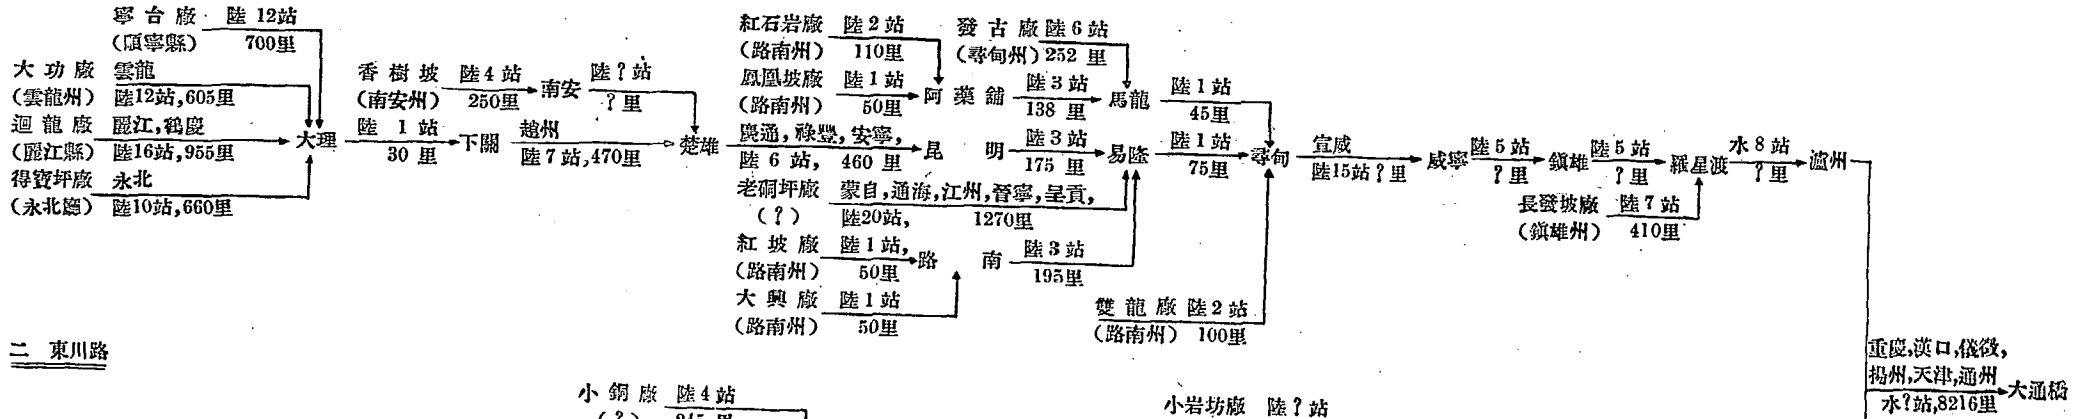 寧台廠 陸12站
(順寧縣) 700里
大功廠 雲龍
(雲龍州) 陸12站,605里
迴龍廠 麗江,鶴慶
(麗江縣) 陸16站,955里
得寶坪廠 永北
(永北廳) 陸10站,660里
大理
陸 1 站
30 里
下關
趙州
陸7站,470里
香樹坡 陸4站
(南安州) 250里
南安
陸?站
?里
楚雄
廣通,祿豐,安寧,
陸6站, 460里
昆明
陸3站
175里
易隆
陸1站
75里
尋甸
紅石岩廠 陸2站
(路南州) 110里
鳳凰坡廠 陸1站
(路南州) 50里
阿藥舖
陸3站
138里
馬龍
陸1站
45里
發古廠 陸6站
(尋甸州) 252里
老硐坪廠 蒙自,通海,江州,晉寧,呈貢,
(?) 陸20站, 1270里
紅坡廠 陸1站,
(路南州) 50里
路南
陸3站
195里
大興廠 陸1站
(路南州) 50里
雙龍廠 陸2站
(路南州) 100里
宣威
陸15站?里
威寧
陸5站
?里
鎮雄
陸5站
?里
羅星渡
水8站
?里
瀘州
長發坡廠 陸7站
(鎮雄州) 410里
二 東川路
重慶,漢口,儀徵,
揚州,天津,通州
水?站,8216里
大通橋
小銅廠 陸4站
小岩坊廠 陸?站